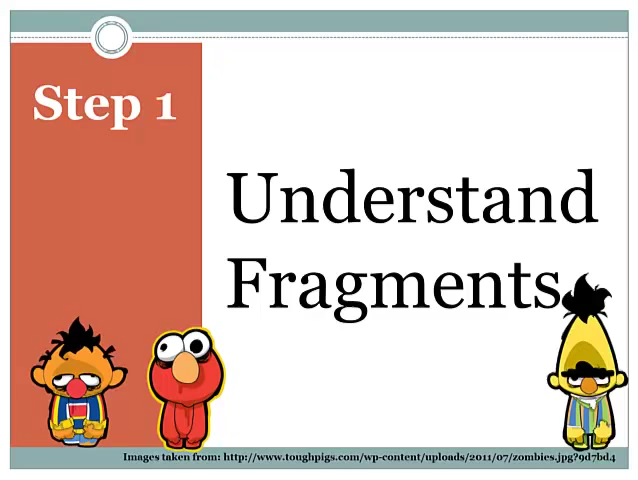 Step 1
Understand
Fragments
Images taken from: http://www.toughpigs.com/wp-content/uploads/2011/07/zombies.jpg?9d7bd4